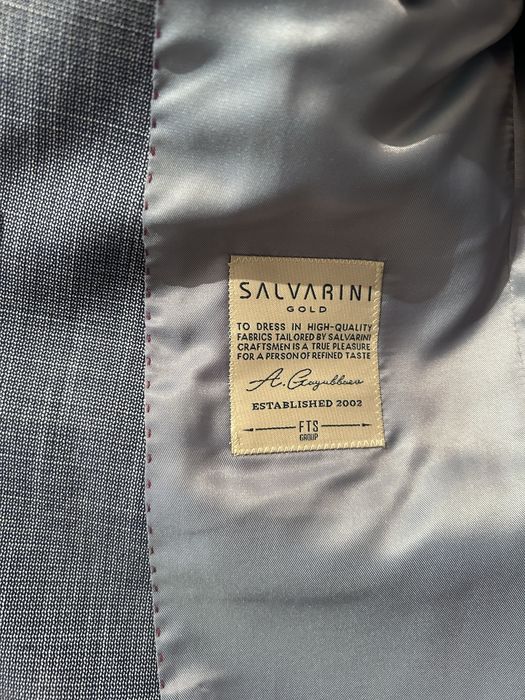 SALVARINI
GOLD
TO DRESS IN HIGH-QUALITY
FABRICS TAILORED BY SALVARINI
CRAFTSMEN IS A TRUE PLEASURE
FOR A PERSON OF REFINED TASTE
ESTABLISHED 2002
FTS
GROUP